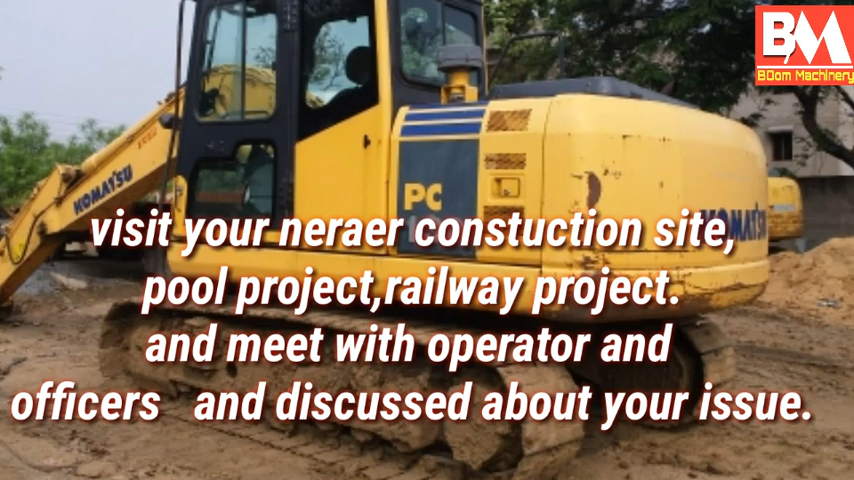 BM
BOom MachInery
KOMATSU
PC
KOMATSU
visit your neraer constuction site,
pool project,railway project.
and meet with operator and
officers and discussed about your issue.